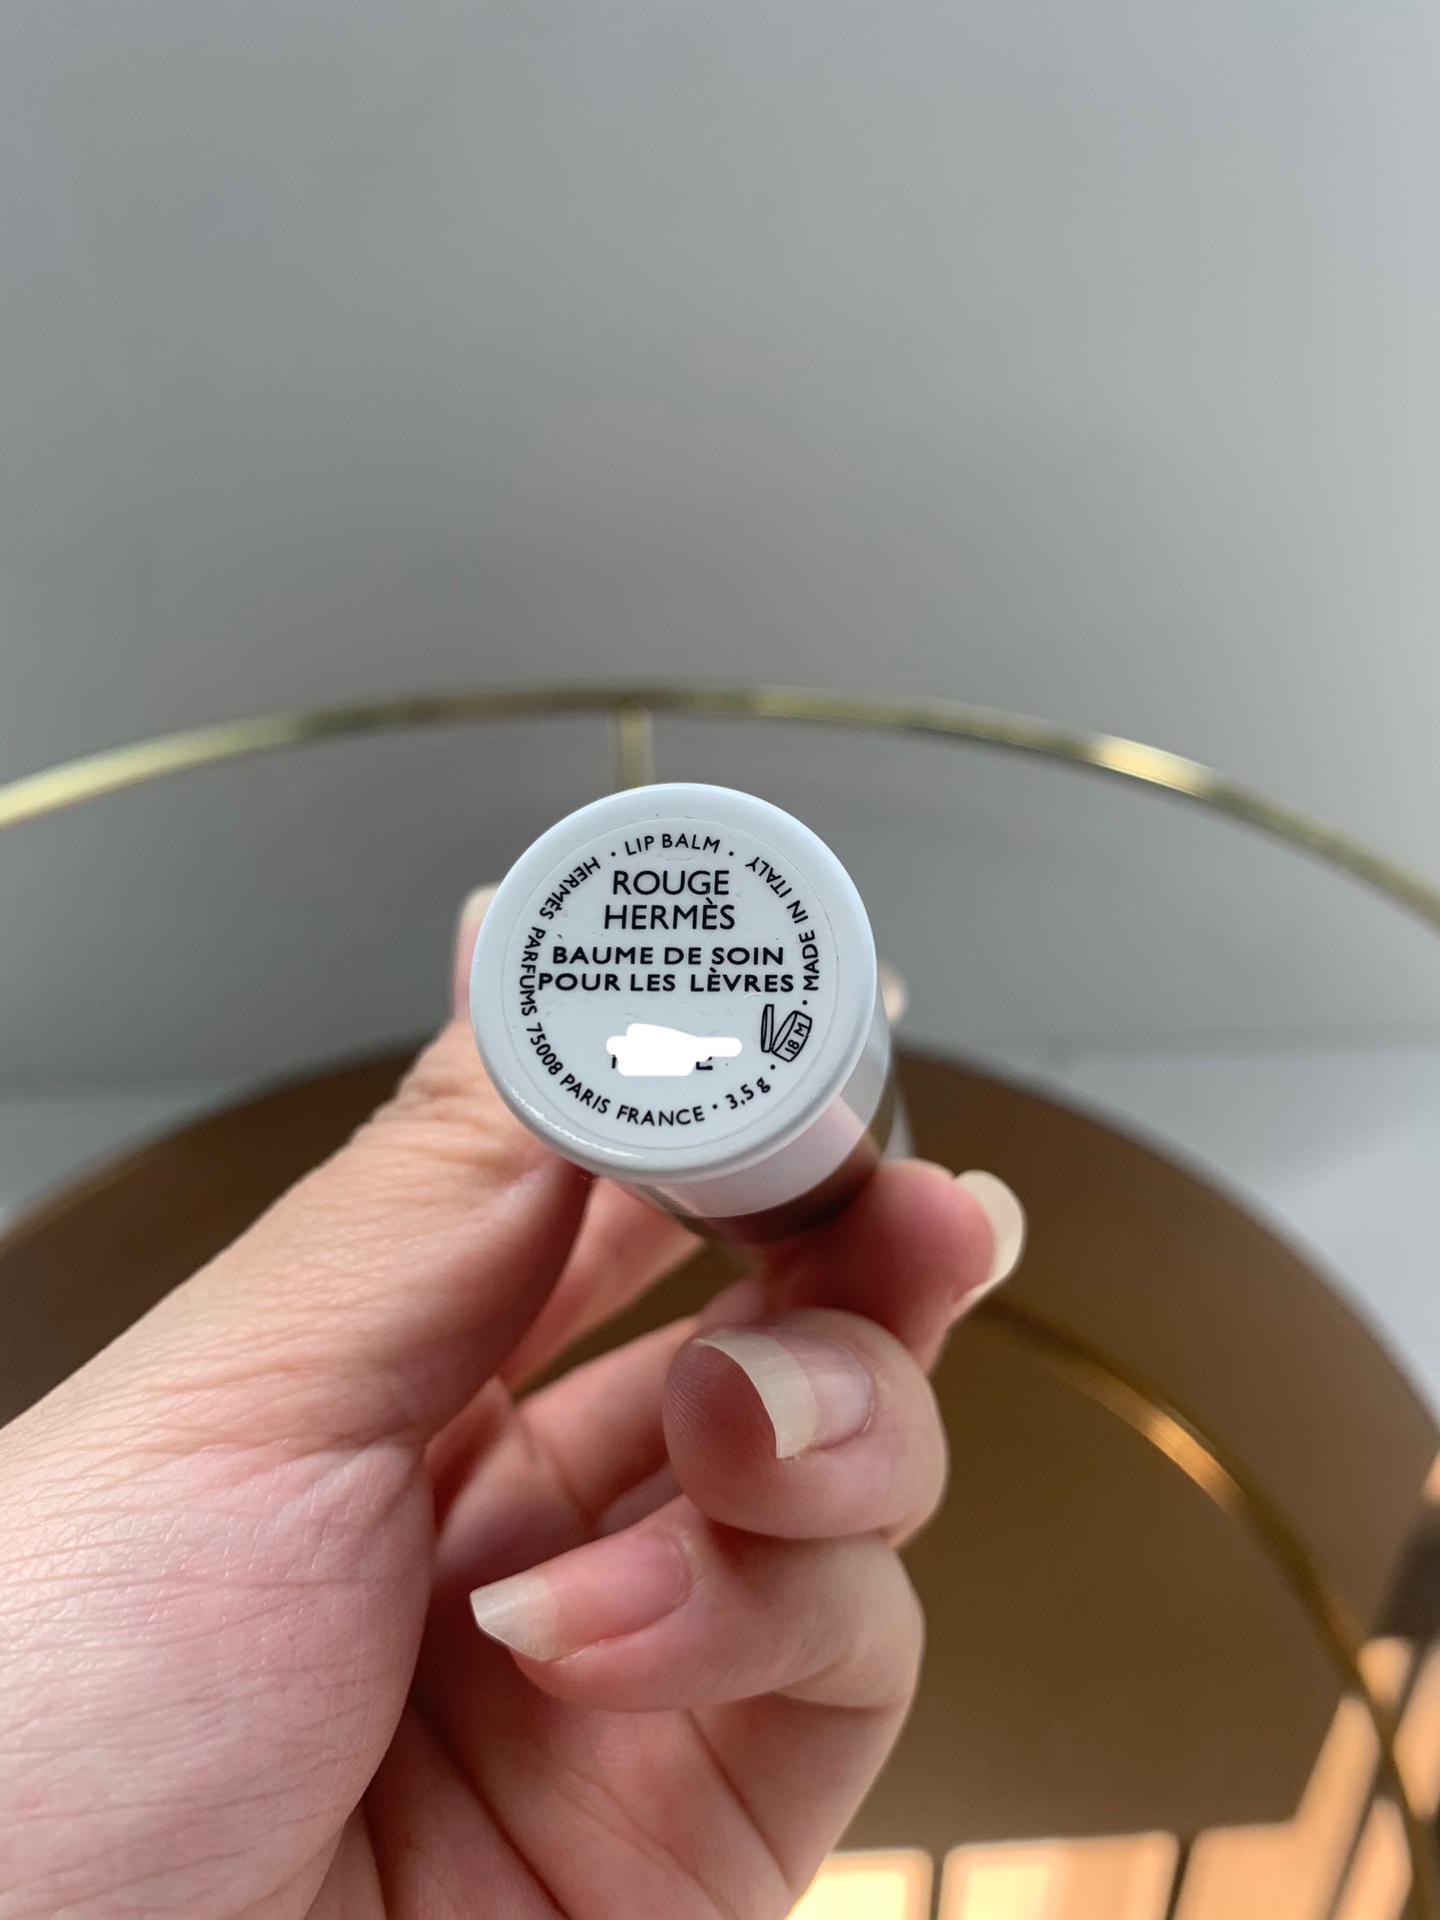 ROUGE
HERMÈS
BAUME DE SOIN
POUR LES LÈVRES
18 M
· LIP BALM · MADE IN ITALY ·
HERMÈS PARFUMS 75008 PARIS FRANCE · 3,5 g ·